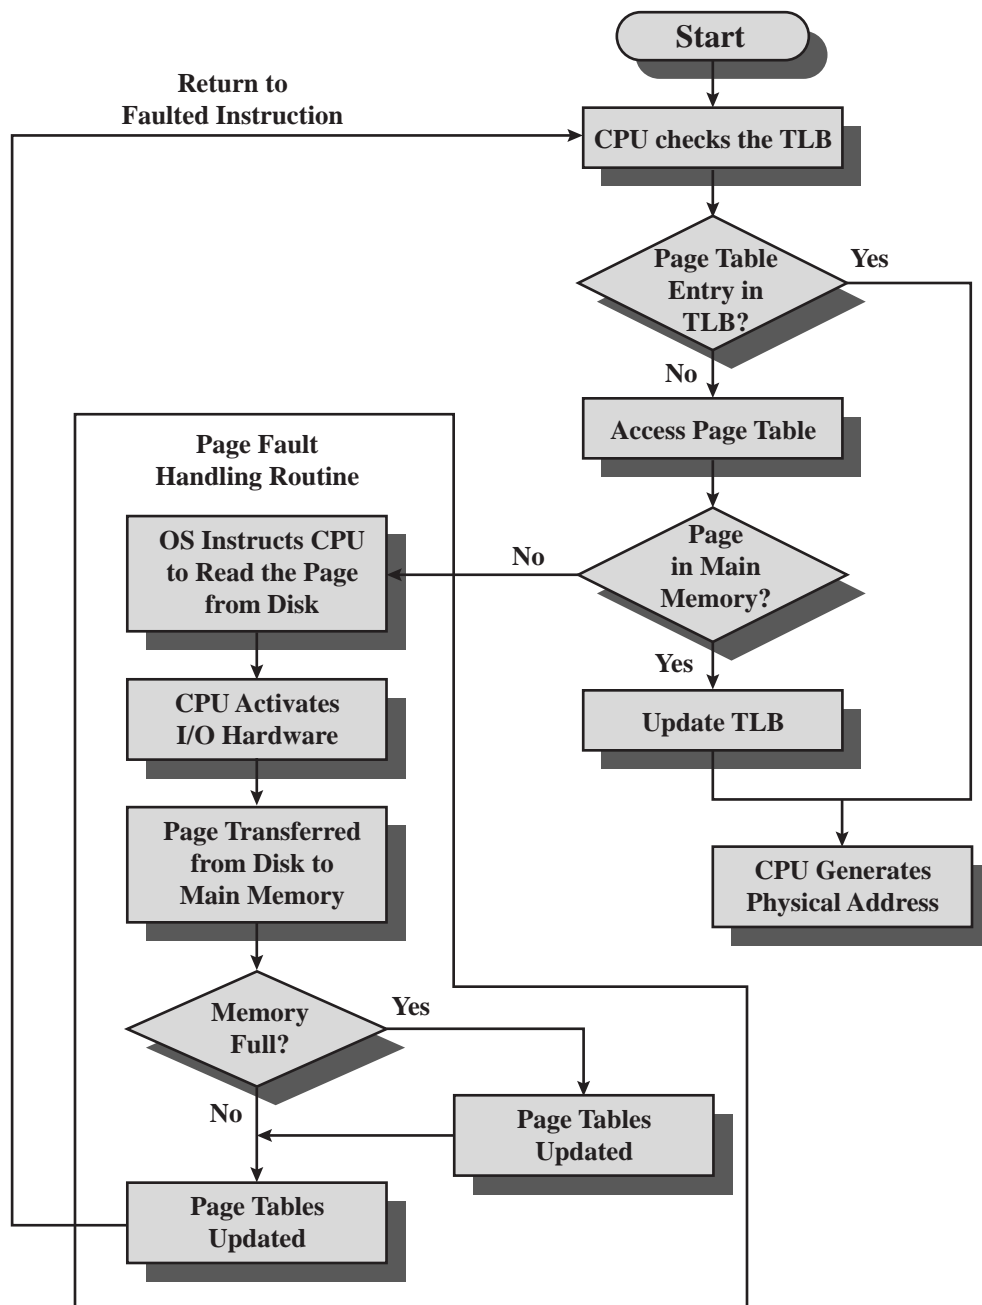 Start
Return to
Faulted Instruction
CPU checks the TLB
Page Table
Entry in
TLB?
Yes
No
Access Page Table
Page Fault
Handling Routine
OS Instructs CPU
to Read the Page
from Disk
No
Page
in Main
Memory?
Yes
CPU Activates
I/O Hardware
Update TLB
Page Transferred
from Disk to
Main Memory
CPU Generates
Physical Address
Memory
Full?
Yes
No
Page Tables
Updated
Page Tables
Updated